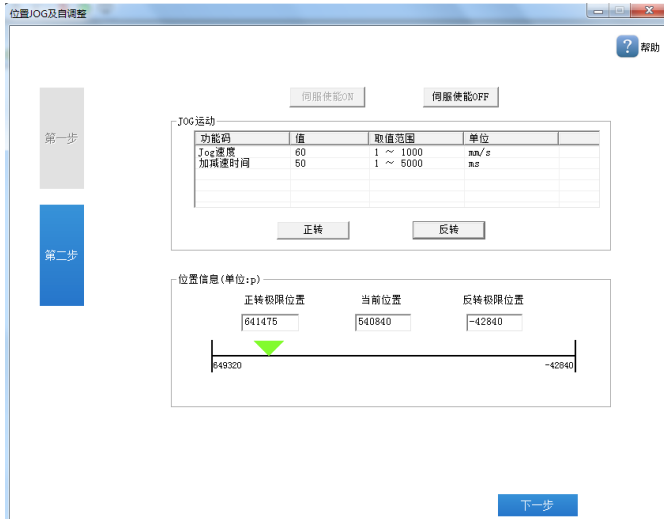 位置JOG及自调整
帮助
伺服使能ON 伺服使能OFF
第一步
JOG运动
功能码 值 取值范围 单位
Jog速度 60 1 ~ 1000 mm/s
加减速时间 50 1 ~ 5000 ms
正转 反转
第二步
位置信息(单位:p)
正转极限位置 当前位置 反转极限位置
641475 540840 -42840
649320 -42840
下一步